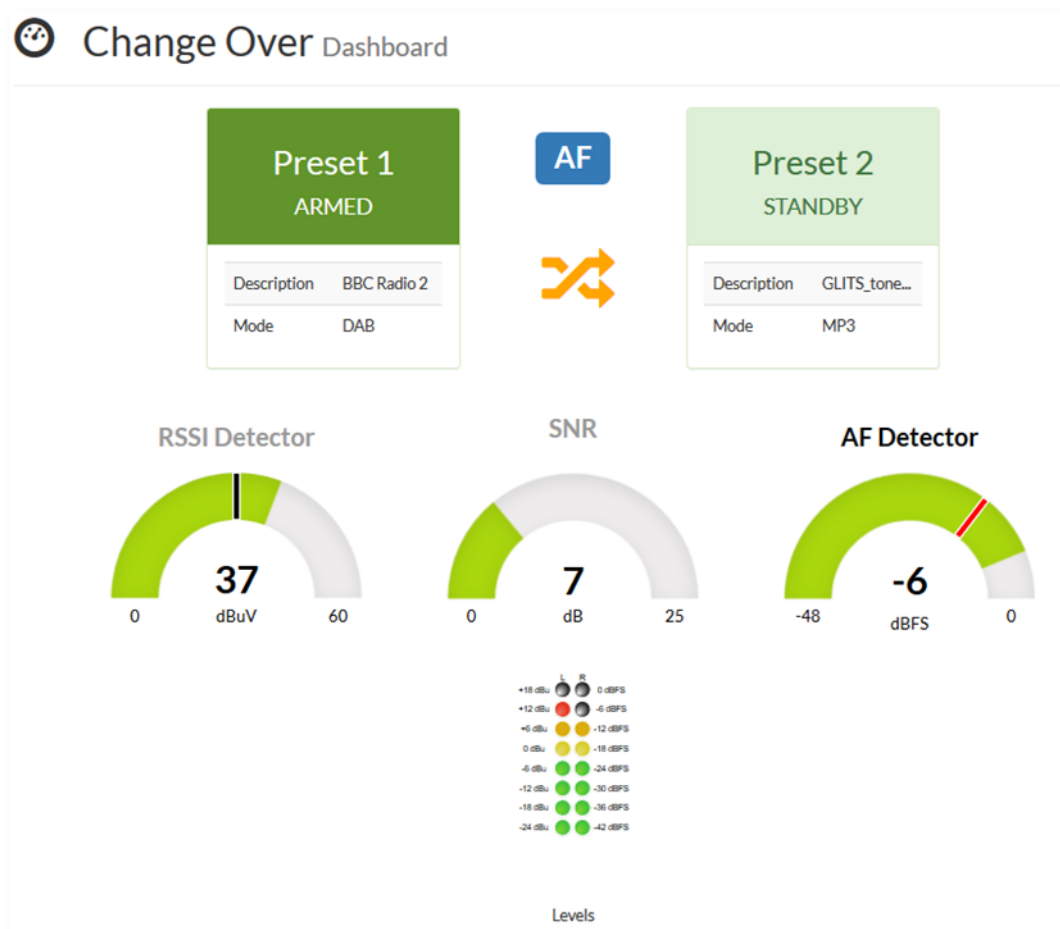 Change Over Dashboard
Preset 1
ARMED
Description BBC Radio 2
Mode DAB
AF
Preset 2
STANDBY
Description GLITS_tone...
Mode MP3
RSSI Detector
37
0 dBuV 60
SNR
7
0 dB 25
AF Detector
-6
-48 dBFS 0
L R
+18 dBu 0 dBFS
+12 dBu -6 dBFS
+6 dBu -12 dBFS
0 dBu -18 dBFS
-6 dBu -24 dBFS
-12 dBu -30 dBFS
-18 dBu -36 dBFS
-24 dBu -42 dBFS
Levels